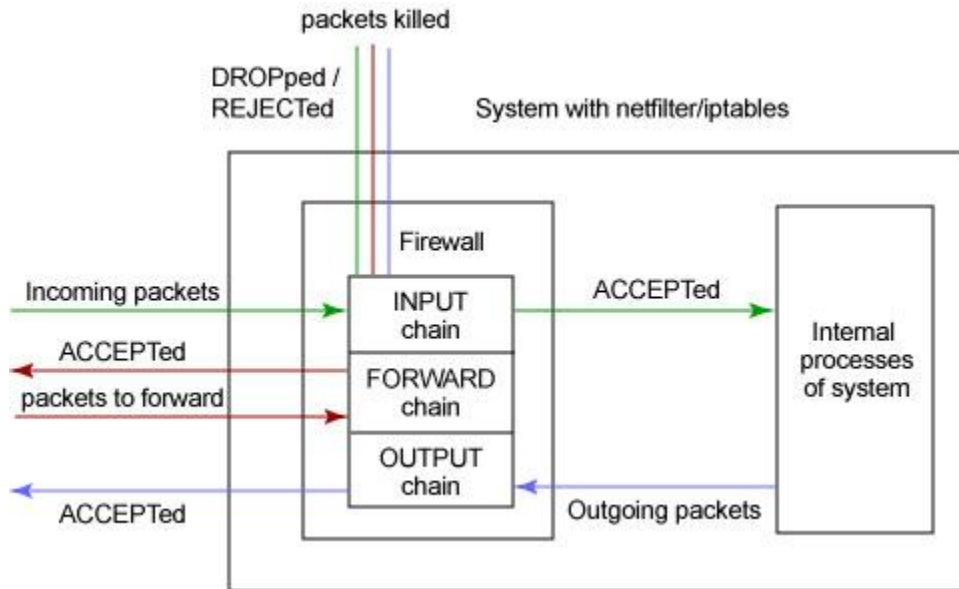 packets killed
DROPped /
REJECTed
System with netfilter/iptables
Firewall
Incoming packets
INPUT
chain
ACCEPTed
Internal
processes
of system
ACCEPTed
FORWARD
chain
packets to forward
OUTPUT
chain
ACCEPTed
Outgoing packets